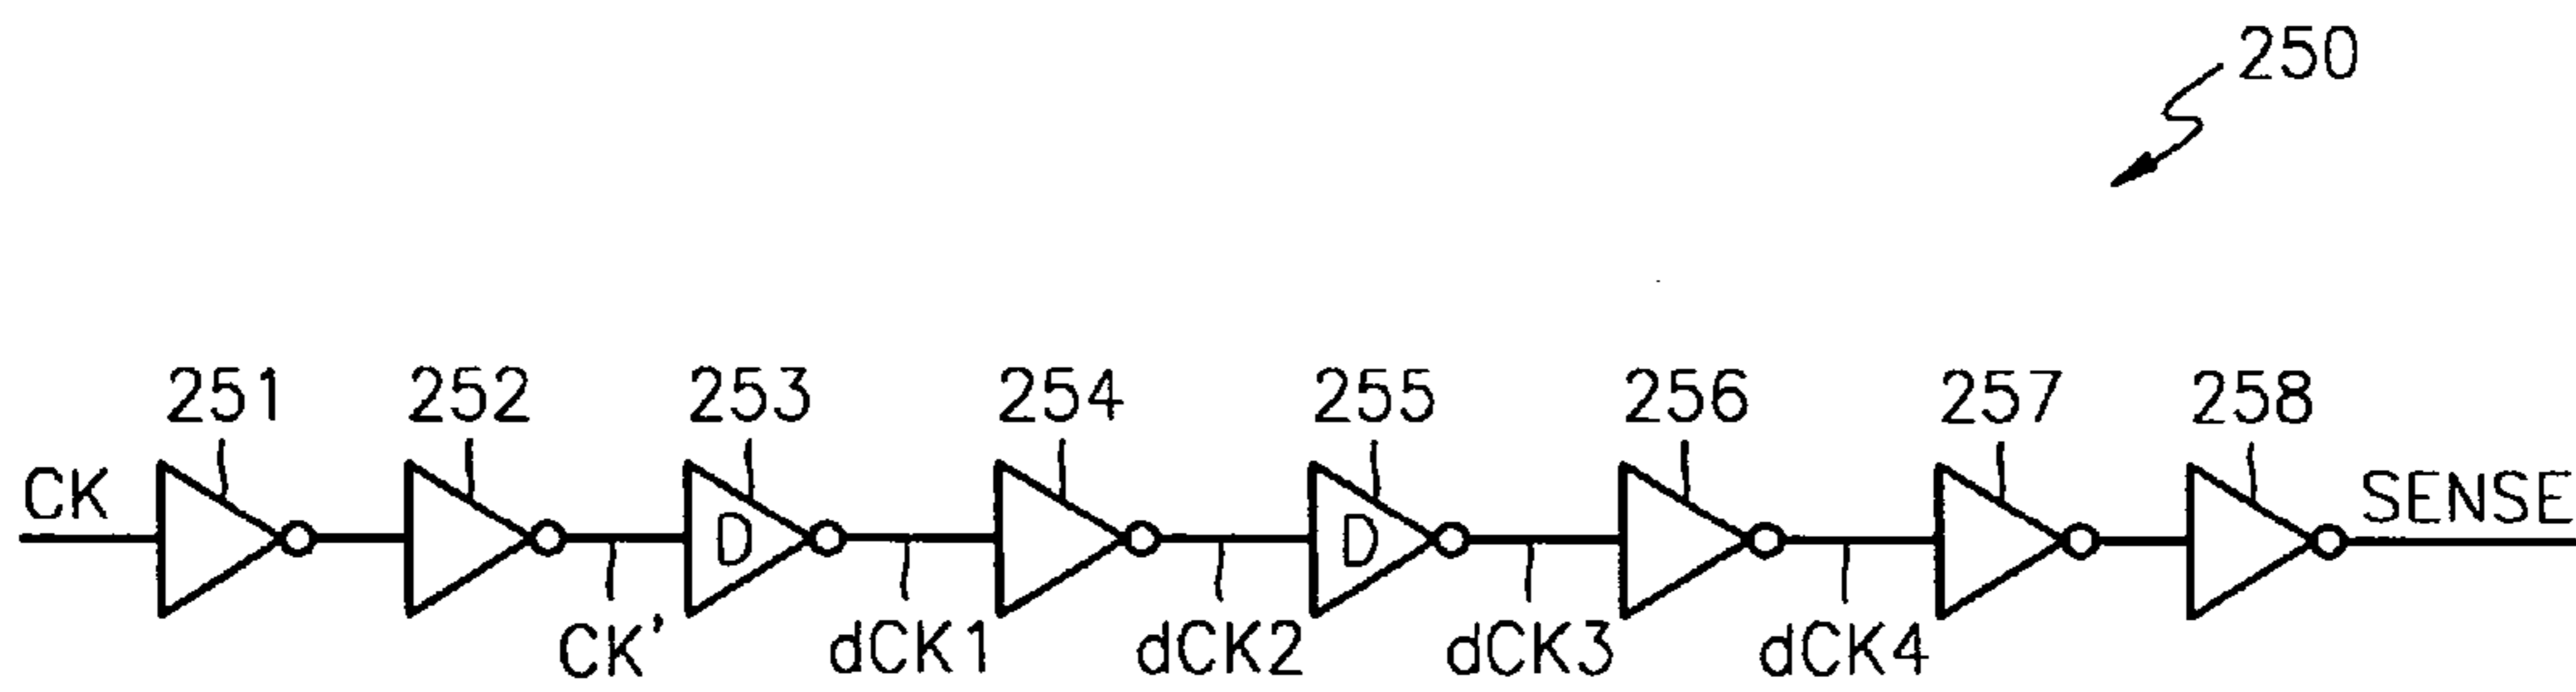 250
251 252 253 254 255 256 257 258
CK D D SENSE
CK' dCK1 dCK2 dCK3 dCK4